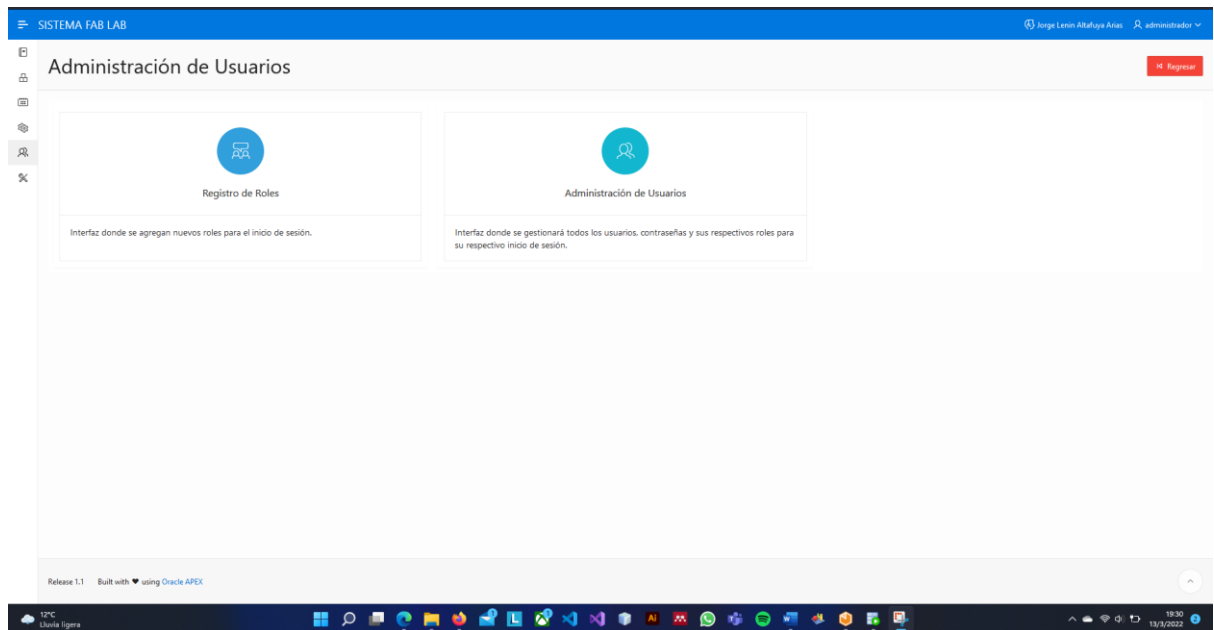 SISTEMA FAB LAB
Jorge Lenin Altafuya Arias administrador
Administración de Usuarios
Regresar
Registro de Roles
Interfaz donde se agregan nuevos roles para el inicio de sesión.
Administración de Usuarios
Interfaz donde se gestionará todos los usuarios, contraseñas y sus respectivos roles para
su respectivo inicio de sesión.
Release 1.1 Built with ♥ using Oracle APEX
12°C
Lluvia ligera
L
Ai
19:30
13/3/2022
2